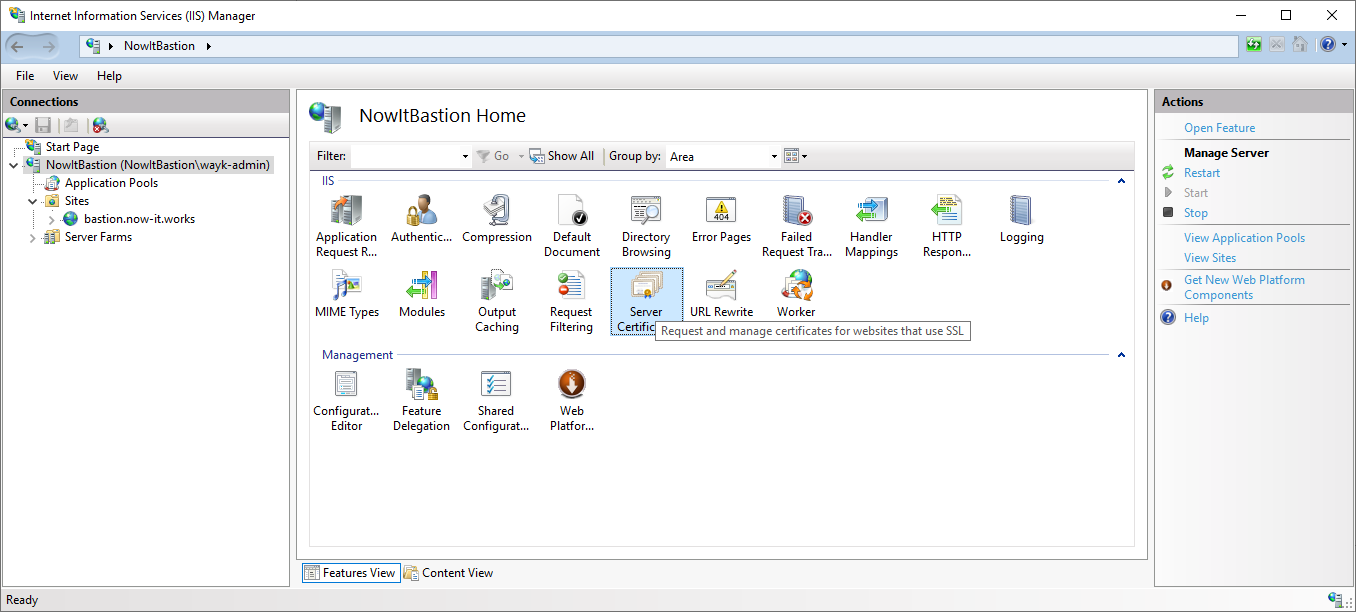 Internet Information Services (IIS) Manager
NowItBastion
File View Help
Connections
Start Page
NowItBastion (NowItBastion\wayk-admin)
Application Pools
Sites
bastion.now-it.works
Server Farms
NowItBastion Home
Filter: Go Show All Group by: Area
IIS
Application Request R...
Authentic...
Compression
Default Document
Directory Browsing
Error Pages
Failed Request Tra...
Handler Mappings
HTTP Respon...
Logging
MIME Types
Modules
Output Caching
Request Filtering
Server Certific
URL Rewrite
Worker
Request and manage certificates for websites that use SSL
Management
Configurat... Editor
Feature Delegation
Shared Configurat...
Web Platfor...
Features View Content View
Actions
Open Feature
Manage Server
Restart
Start
Stop
View Application Pools
View Sites
Get New Web Platform
Components
Help
Ready